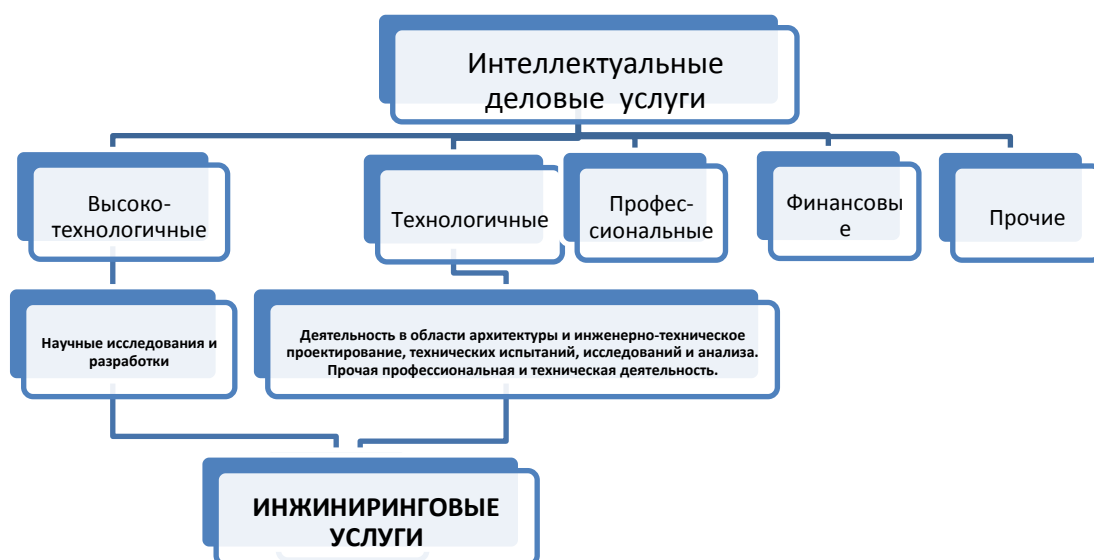 Интеллектуальные
деловые услуги
Высоко-
технологичные
Технологичные
Профес-
сиональные
Финансовы
е
Прочие
Научные исследования и
разработки
Деятельность в области архитектуры и инженерно-техническое
проектирование, технических испытаний, исследований и анализа.
Прочая профессиональная и техническая деятельность.
ИНЖИНИРИНГОВЫЕ
УСЛУГИ